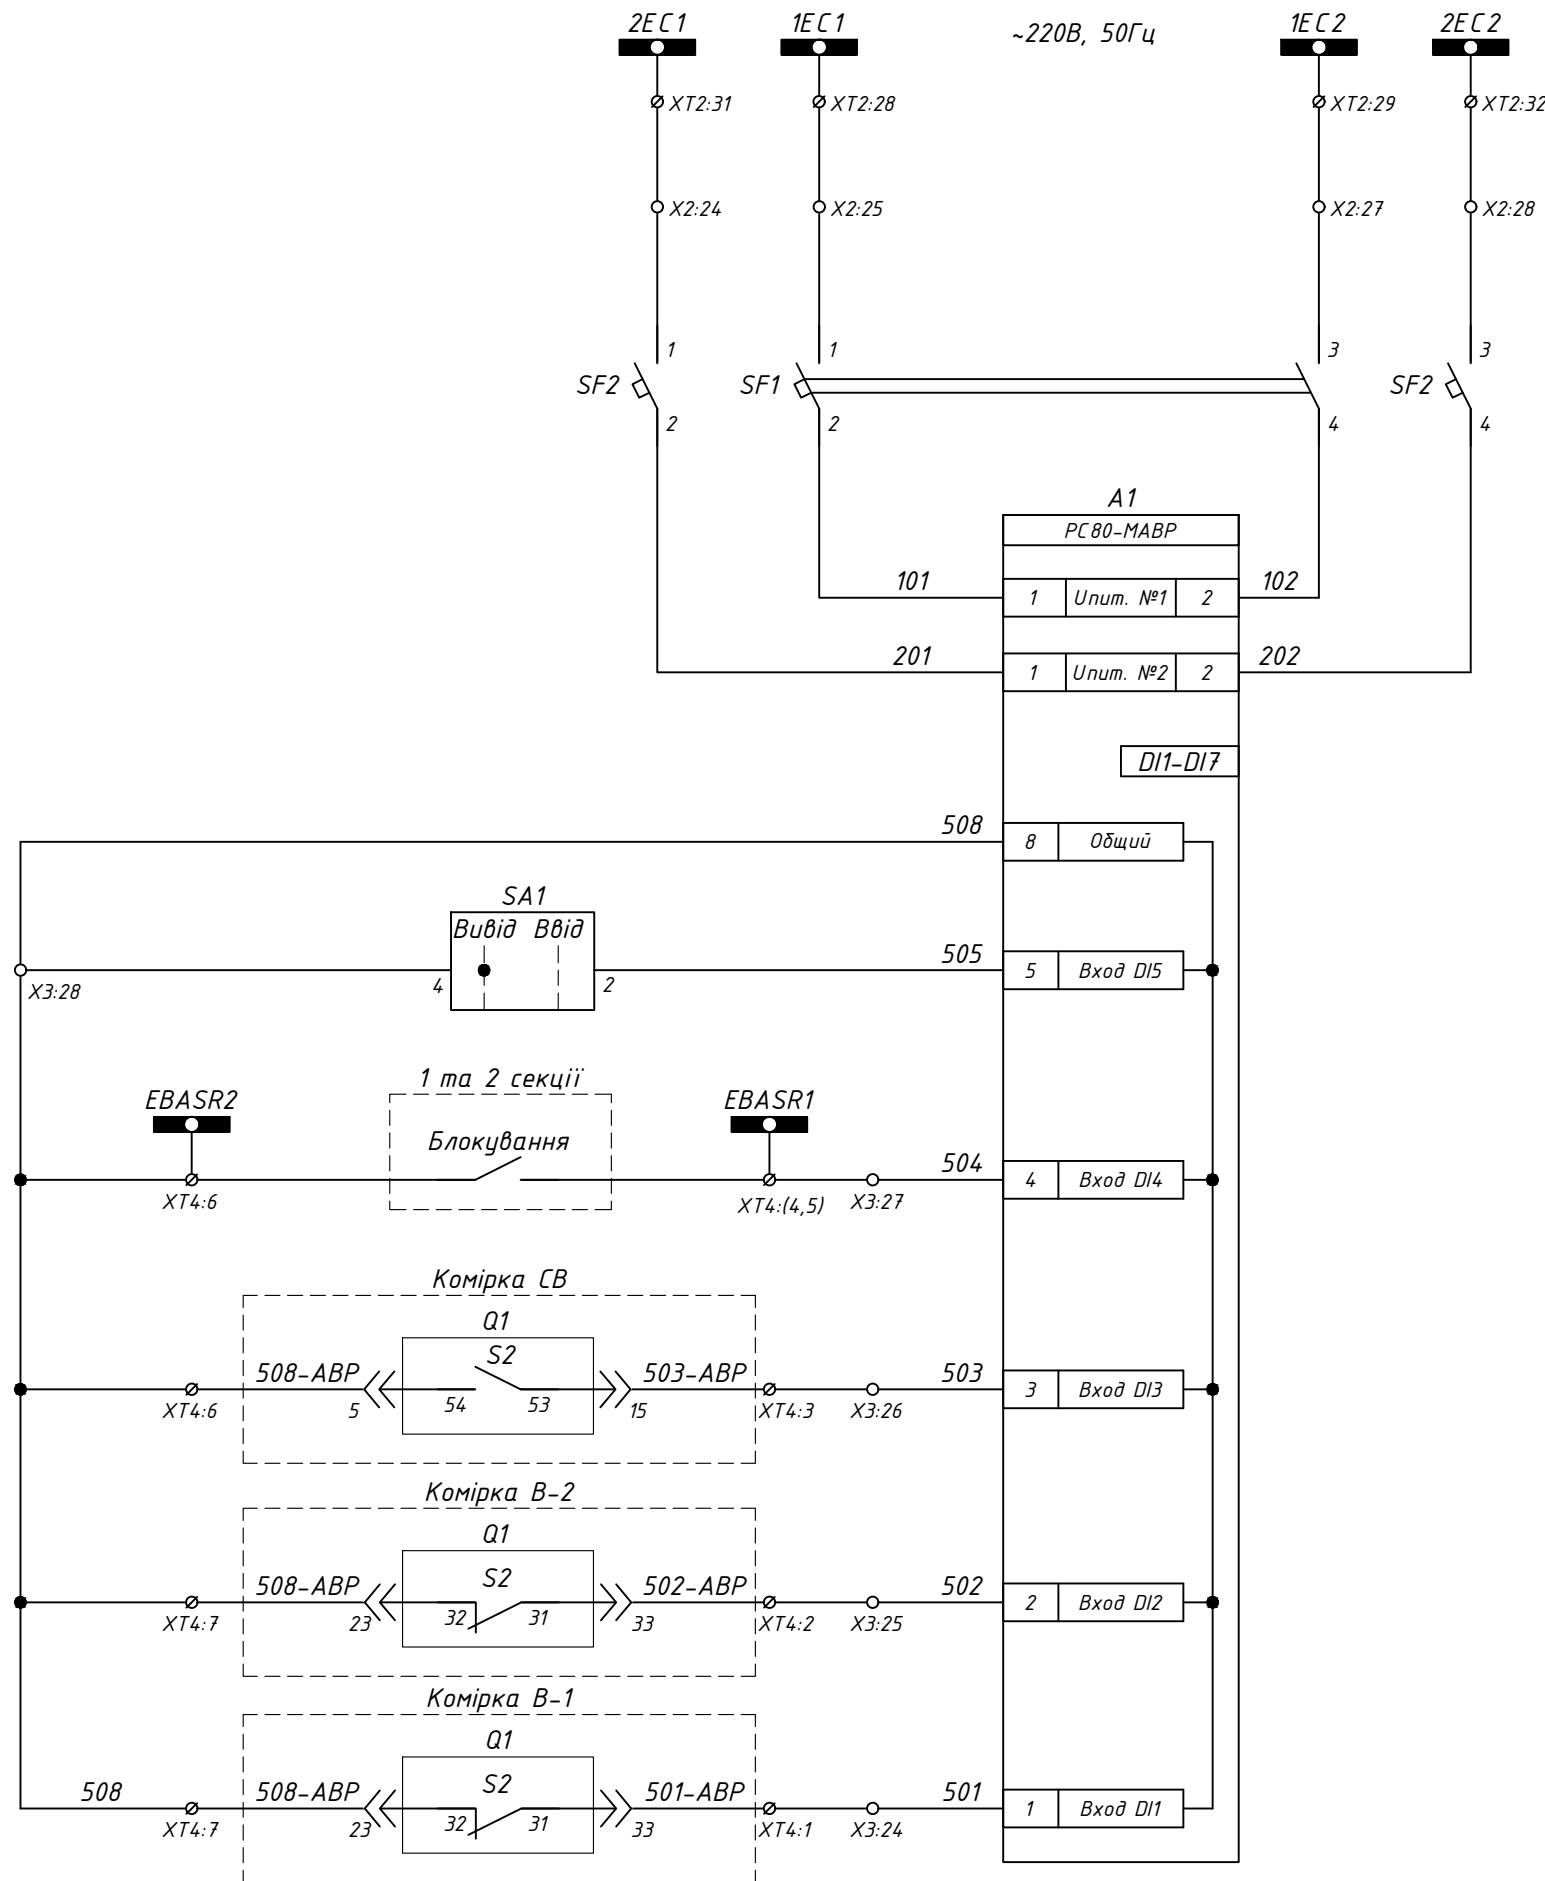 2EC1 1EC1 ~220В, 50Гц 1EC2 2EC2
XT2:31 XT2:28 XT2:29 XT2:32
X2:24 X2:25 X2:27 X2:28
1 1 3 3
SF2 SF1 SF2
2 2 4 4
A1
РС80-МАВР
101 1 Uпит. №1 2 102
201 1 Uпит. №2 2 202
DI1-DI7
508 8 Общий
SA1
Вивід Ввід
505 5 Вход DI5
X3:28 4 2
1 та 2 секції
EBASR2 EBASR1
Блокування
504 4 Вход DI4
XT4:6 XT4:(4,5) X3:27
Комірка СВ
Q1
S2
508-АВР 503-АВР 503 3 Вход DI3
XT4:6 5 54 53 15 XT4:3 X3:26
Комірка В-2
Q1
S2
508-АВР 502-АВР 502 2 Вход DI2
XT4:7 23 32 31 33 XT4:2 X3:25
Комірка В-1
Q1
S2
508 508-АВР 501-АВР 501 1 Вход DI1
XT4:7 23 32 31 33 XT4:1 X3:24